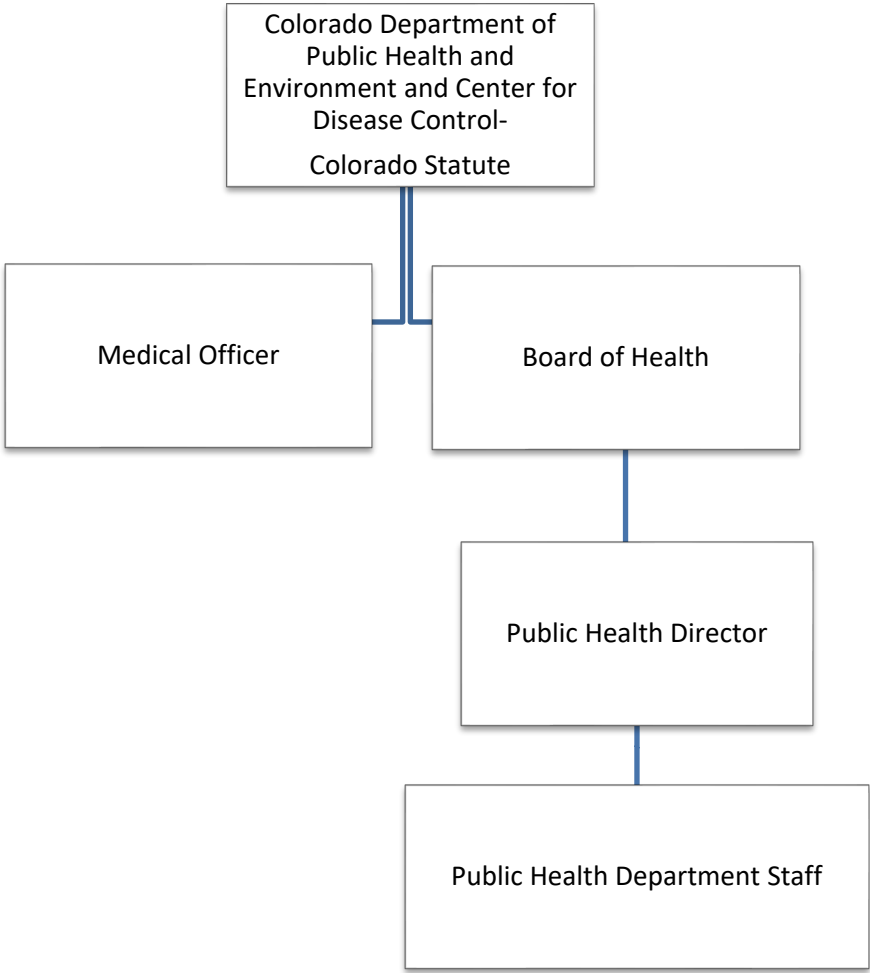 Colorado Department of
Public Health and
Environment and Center for
Disease Control-
Colorado Statute
Medical Officer
Board of Health
Public Health Director
Public Health Department Staff